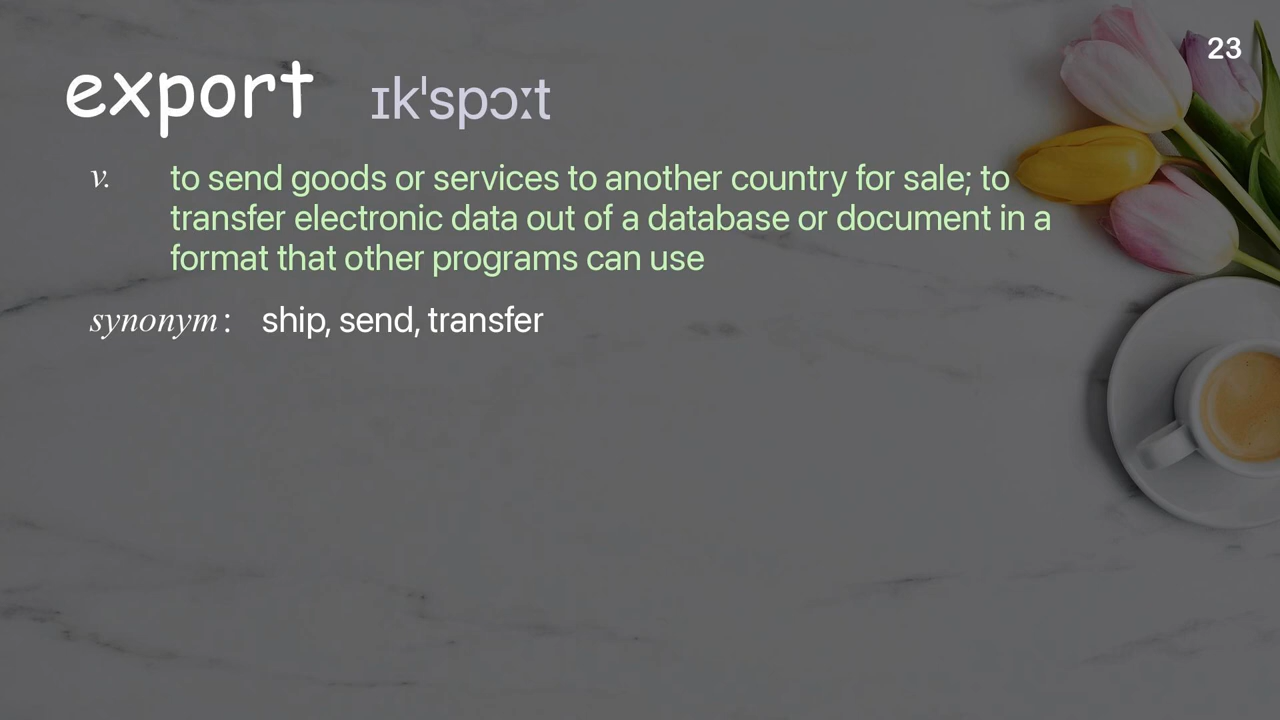 23
export ɪkˈspɔːt
v. to send goods or services to another country for sale; to
transfer electronic data out of a database or document in a
format that other programs can use
synonym : ship, send, transfer